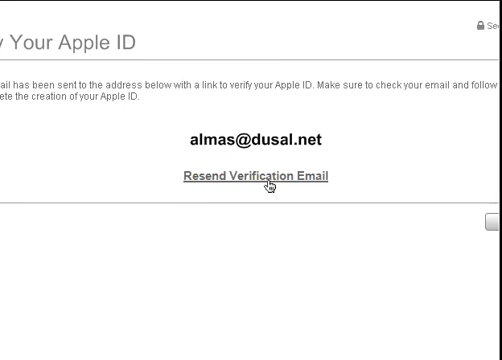 Sec
y Your Apple ID
ail has been sent to the address below with a link to verify your Apple ID. Make sure to check your email and follow
ete the creation of your Apple ID.
almas@dusal.net
Resend Verification Email